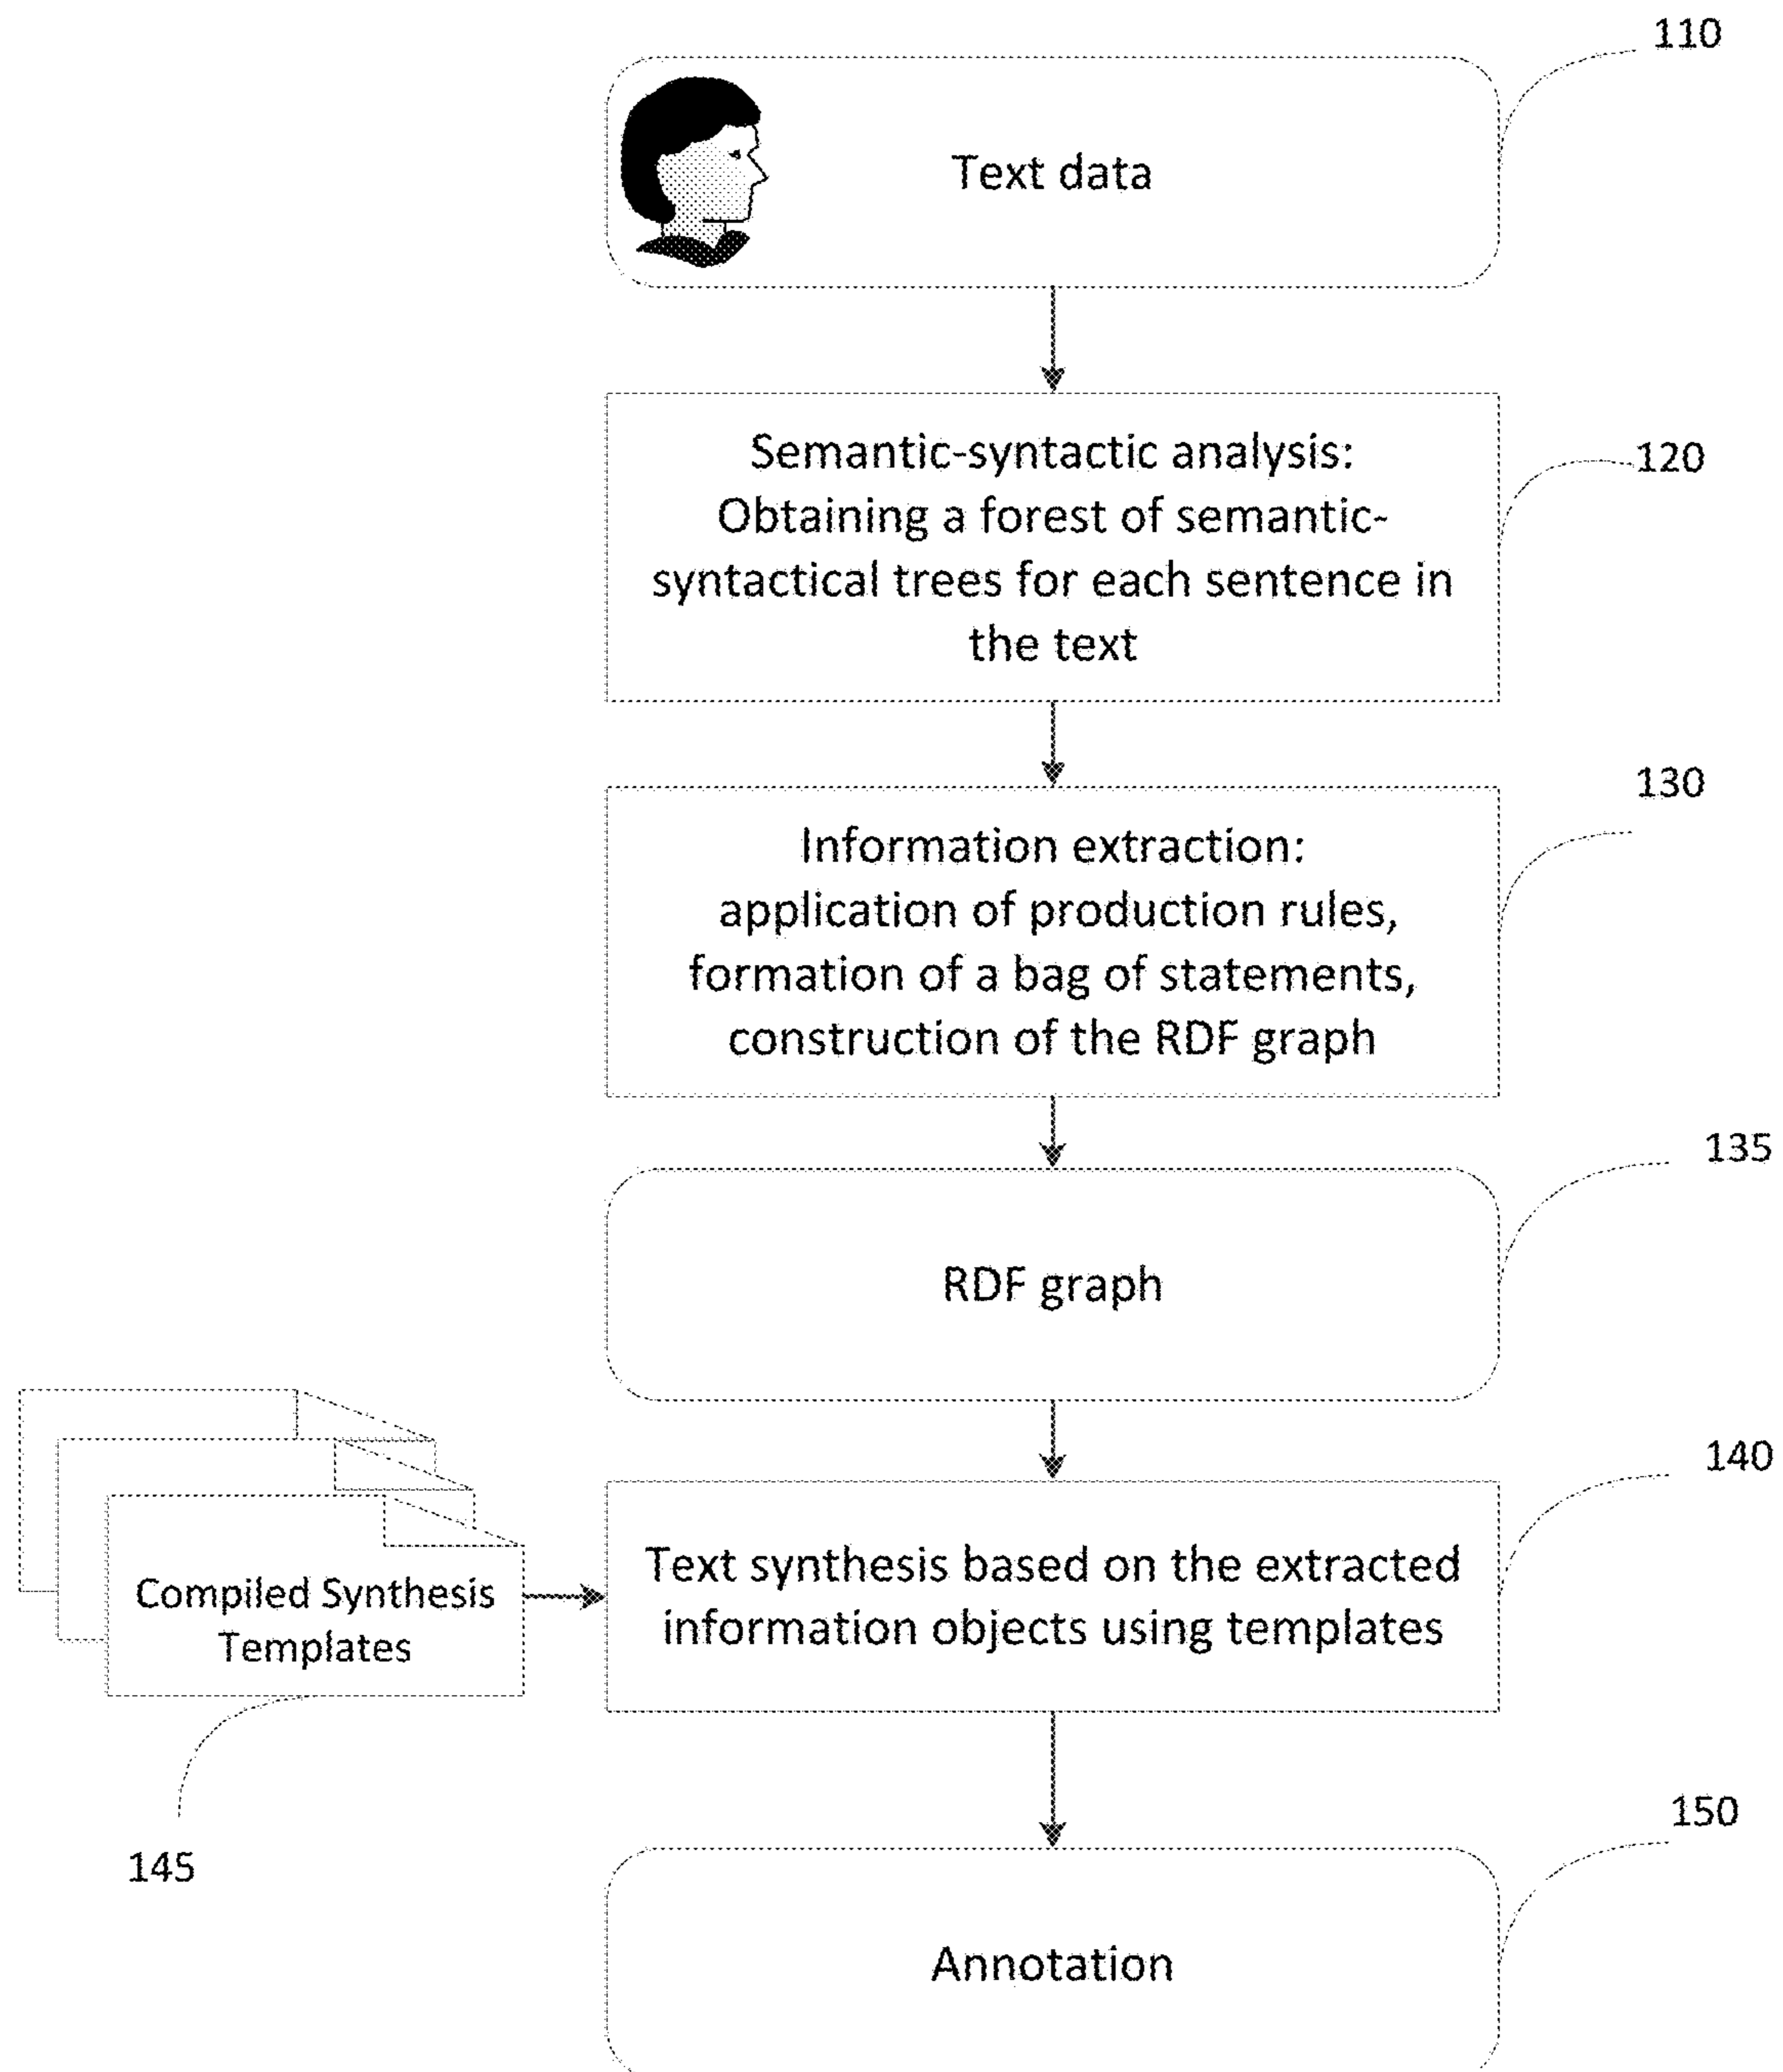 110
Text data
Semantic-syntactic analysis:
Obtaining a forest of semantic-
syntactical trees for each sentence in
the text
120
130
Information extraction:
application of production rules,
formation of a bag of statements,
construction of the RDF graph
135
RDF graph
140
Text synthesis based on the extracted
information objects using templates
Compiled Synthesis
Templates
145
150
Annotation